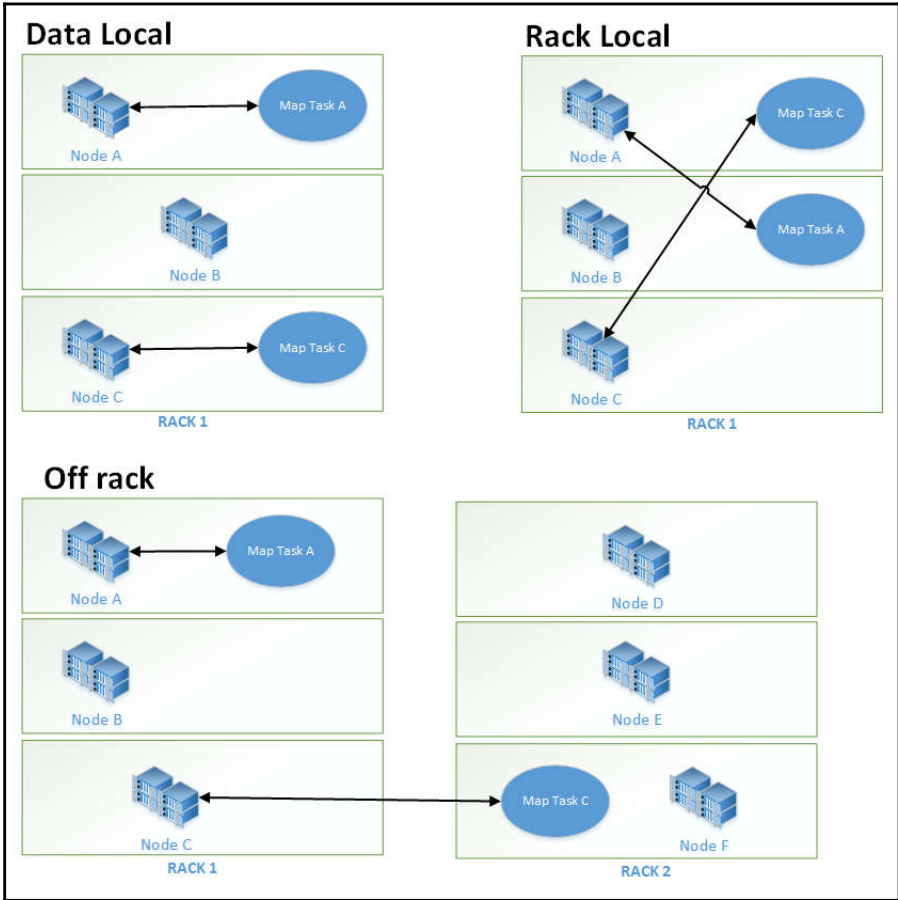 Data Local
Map Task A
Node A
Node B
Map Task C
Node C
RACK 1
Rack Local
Map Task C
Node A
Map Task A
Node B
Node C
RACK 1
Off rack
Map Task A
Node A
Node B
Node C
RACK 1
Node D
Node E
Map Task C
Node F
RACK 2